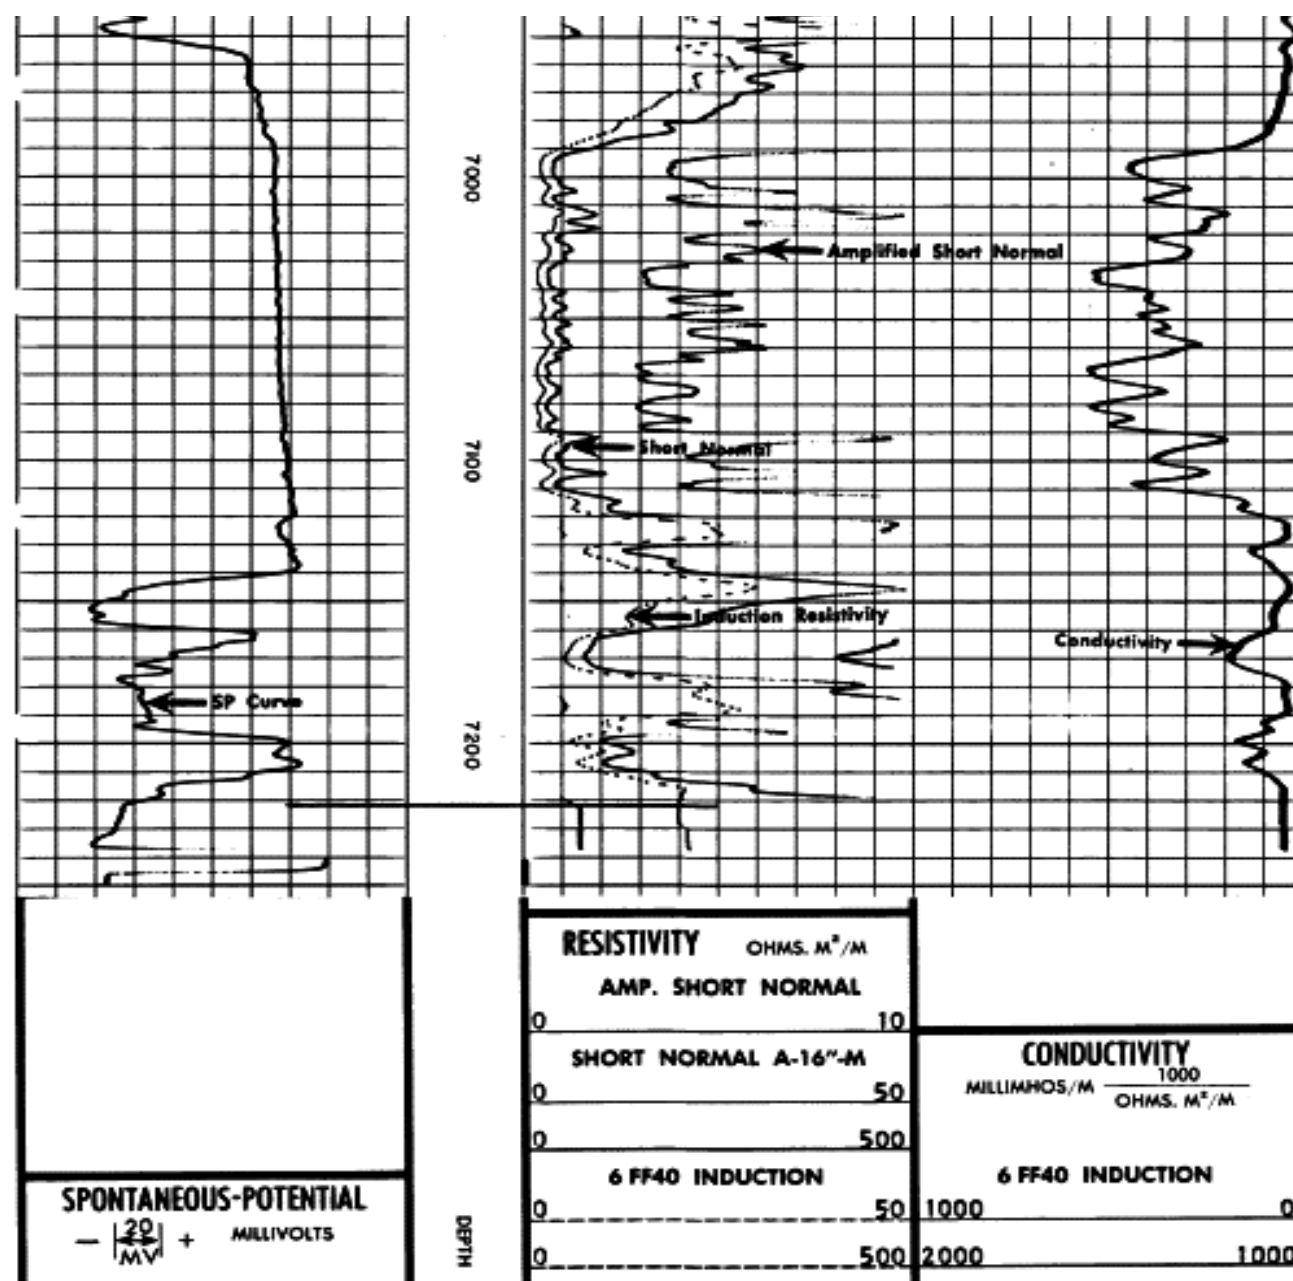 7000
Amplified Short Normal
7100
Short Normal
Induction Resistivity
Conductivity
SP Curve
7200
RESISTIVITY OHMS. M²/M
AMP. SHORT NORMAL
0 10
SHORT NORMAL A-16"-M
0 50
0 500
6 FF40 INDUCTION
0 50
0 500
CONDUCTIVITY
MILLIMHOS/M 1000
OHMS. M²/M
6 FF40 INDUCTION
1000 0
2000 1000
SPONTANEOUS-POTENTIAL
- 20 + MILLIVOLTS
MV
DEPTH